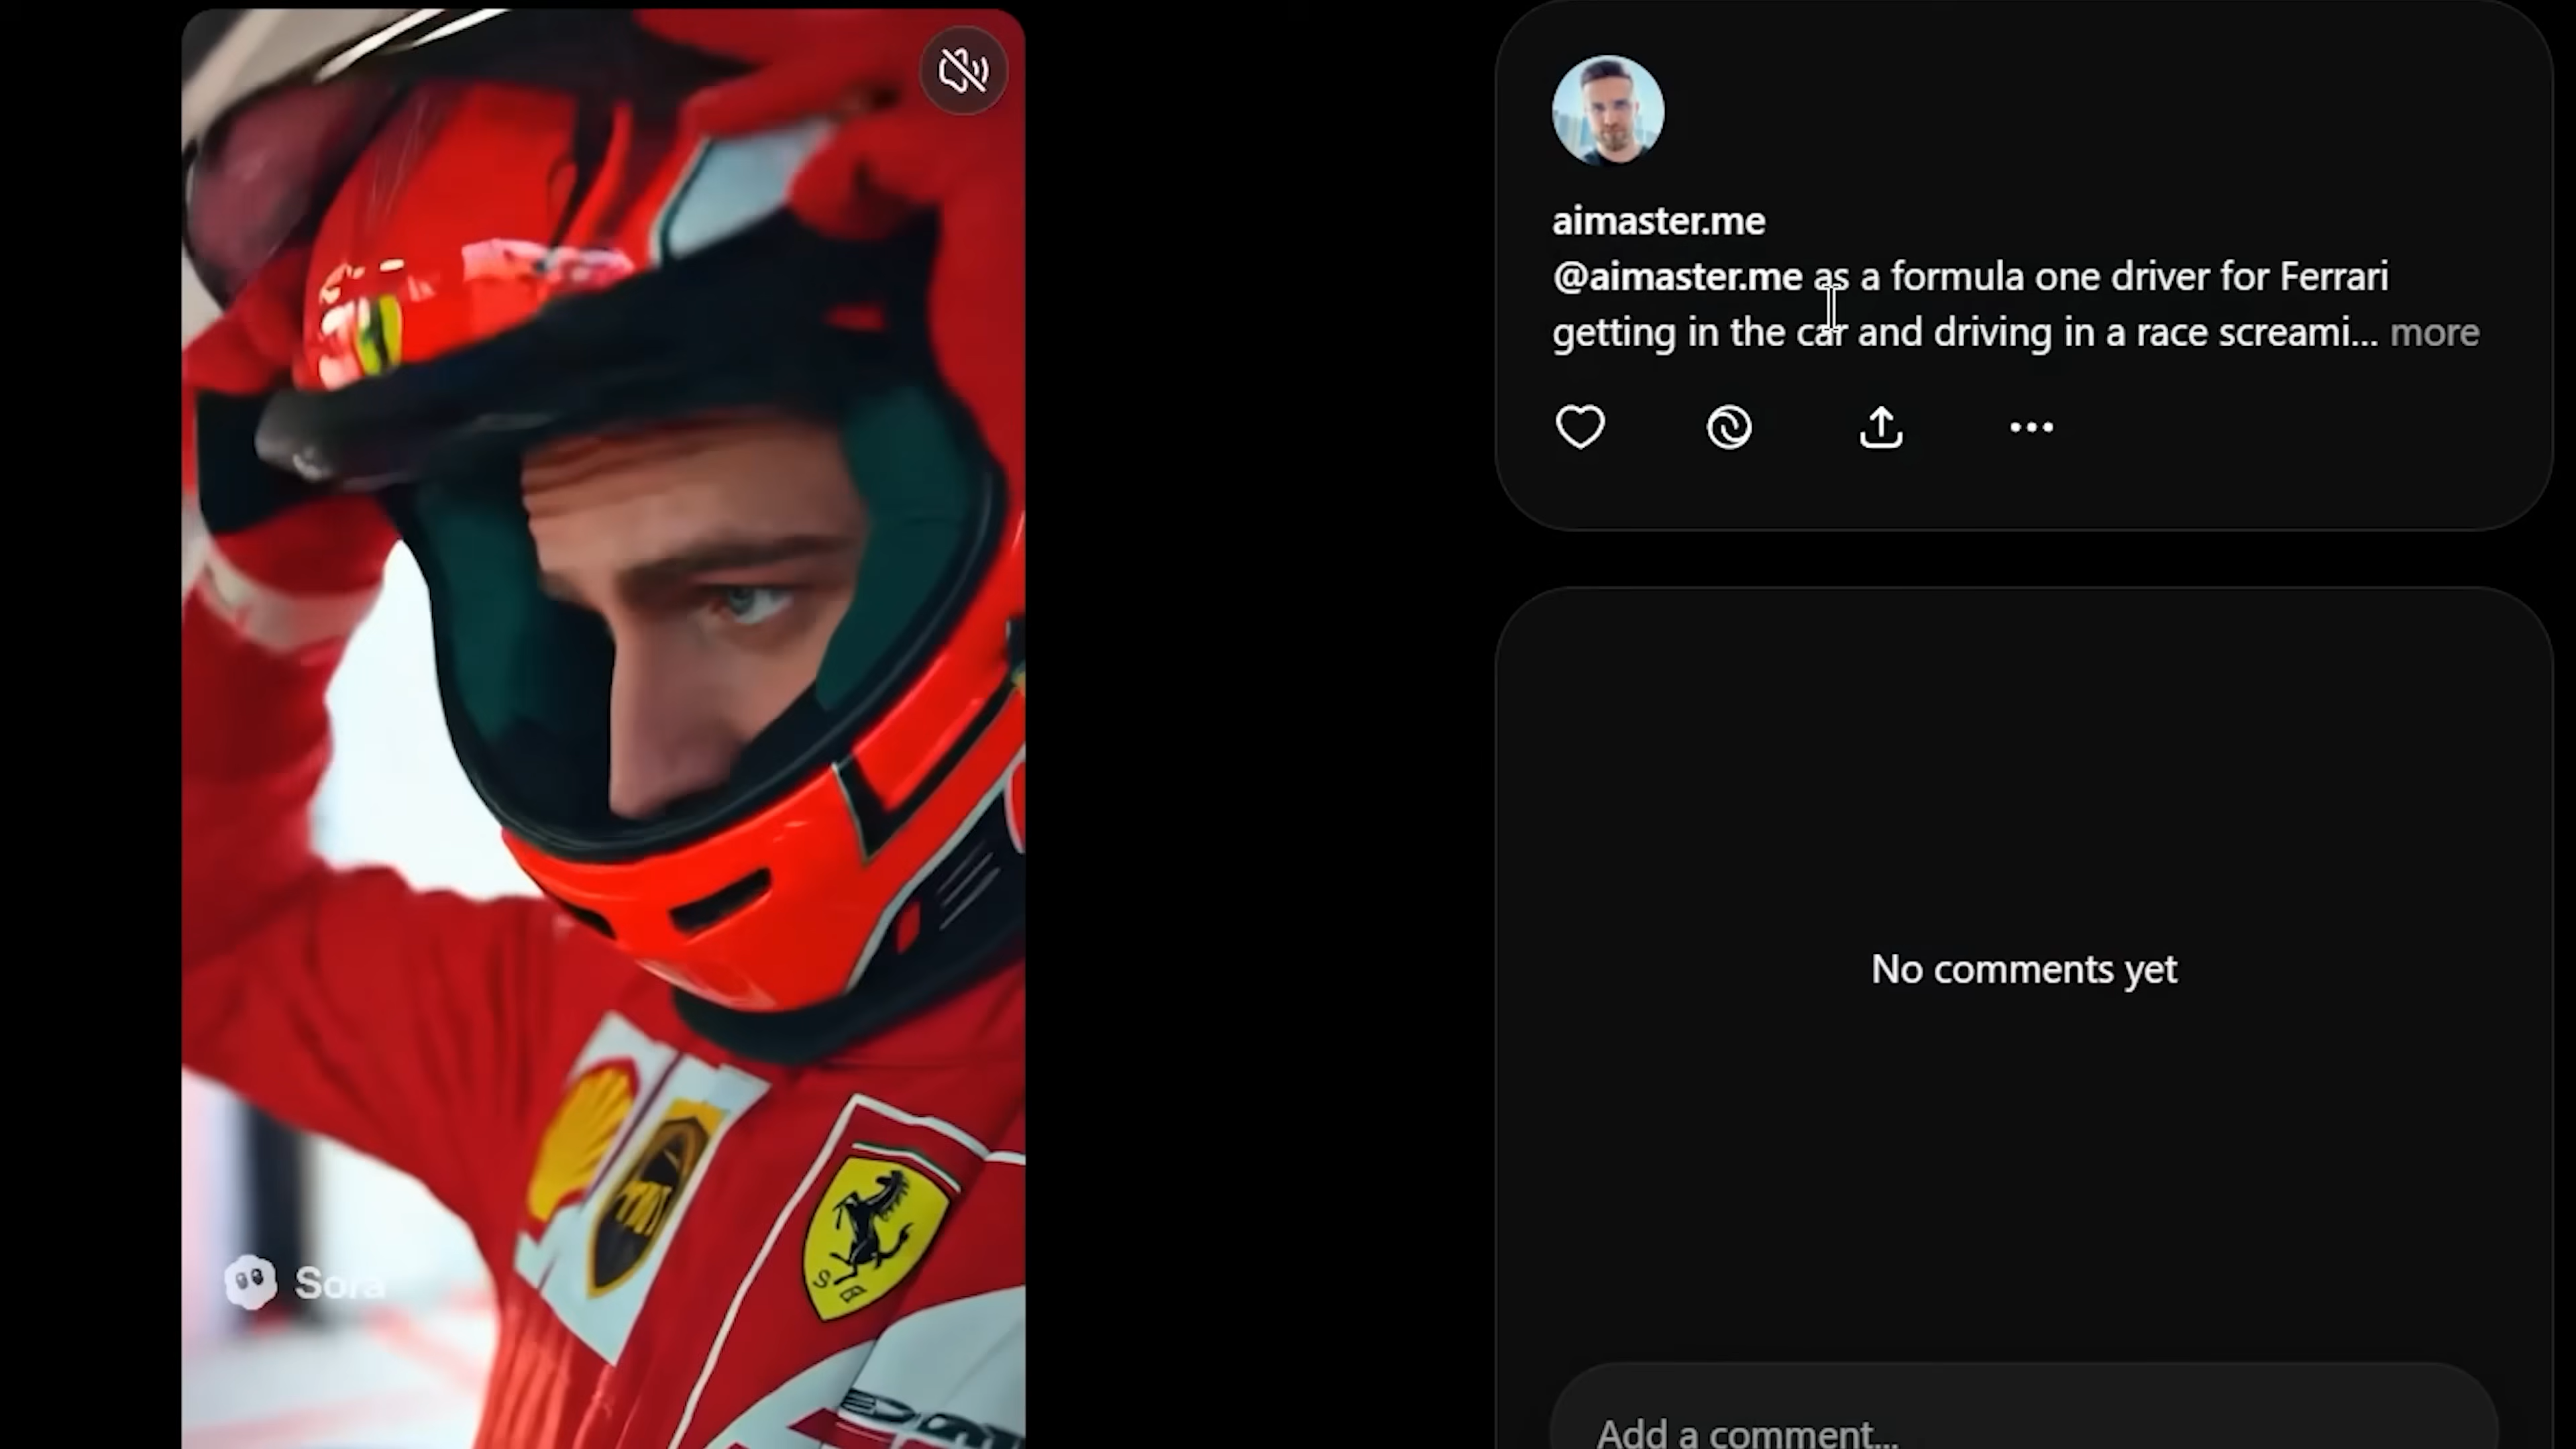 aimaster.me
@aimaster.me as a formula one driver for Ferrari
getting in the car and driving in a race screami... more
No comments yet
Add a comment...
Sora
S